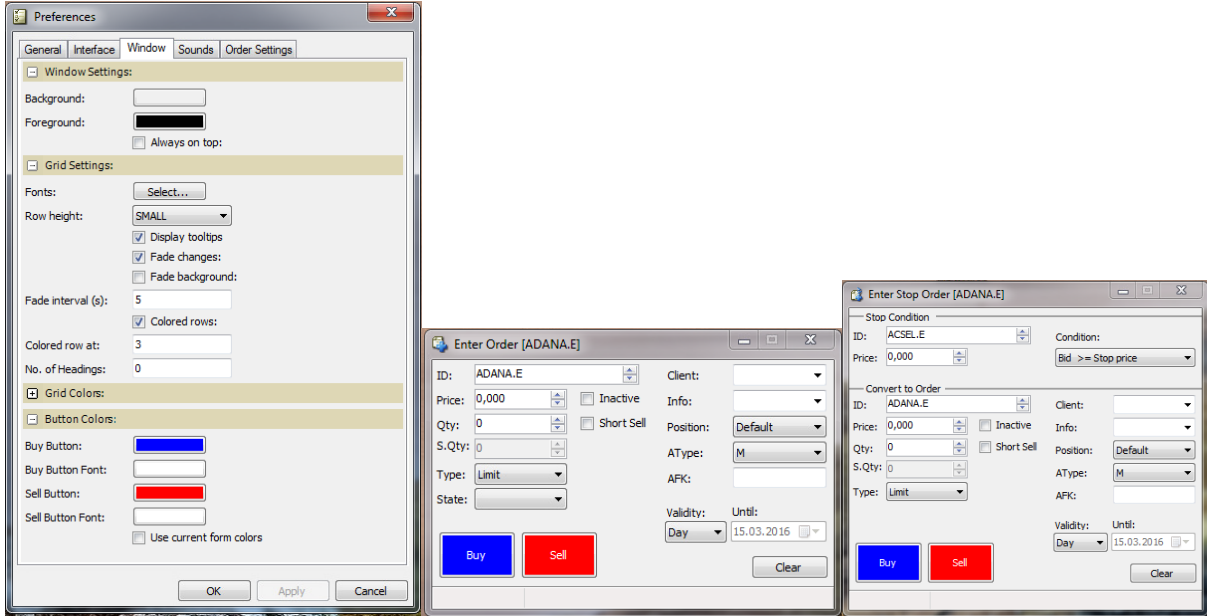 Preferences
General Interface Window Sounds Order Settings
Window Settings:
Background:
Foreground:
Always on top:
Grid Settings:
Fonts: Select...
Row height: SMALL
Display tooltips
Fade changes:
Fade background:
Fade interval (s): 5
Colored rows:
Colored row at: 3
No. of Headings: 0
Grid Colors:
Button Colors:
Buy Button:
Buy Button Font:
Sell Button:
Sell Button Font:
Use current form colors
OK Apply Cancel
Enter Order [ADANA.E]
ID: ADANA.E Client:
Price: 0,000 Inactive Info:
Qty: 0 Short Sell Position: Default
S.Qty: 0 AType: M
Type: Limit AFK:
State:
Validity: Until:
Day 15.03.2016
Buy Sell
Clear
Enter Stop Order [ADANA.E]
Stop Condition
ID: ACSEL.E Condition:
Price: 0,000 Bid >= Stop price
Convert to Order
ID: ADANA.E Client:
Price: 0,000 Inactive Info:
Qty: 0 Short Sell Position: Default
S.Qty: 0 AType: M
Type: Limit AFK:
Validity: Until:
Day 15.03.2016
Buy Sell
Clear